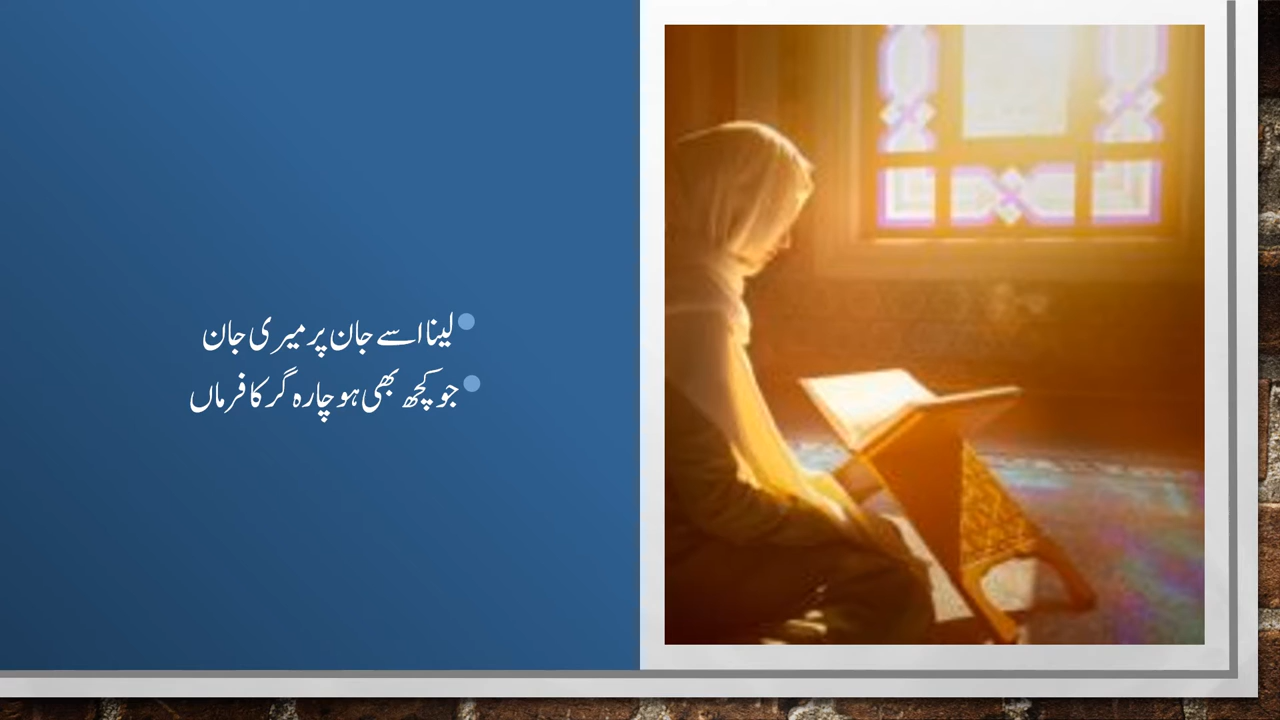 لینا اسے جان پر میری جان
جو کچھ بھی ہو چارہ گر کا فرماں